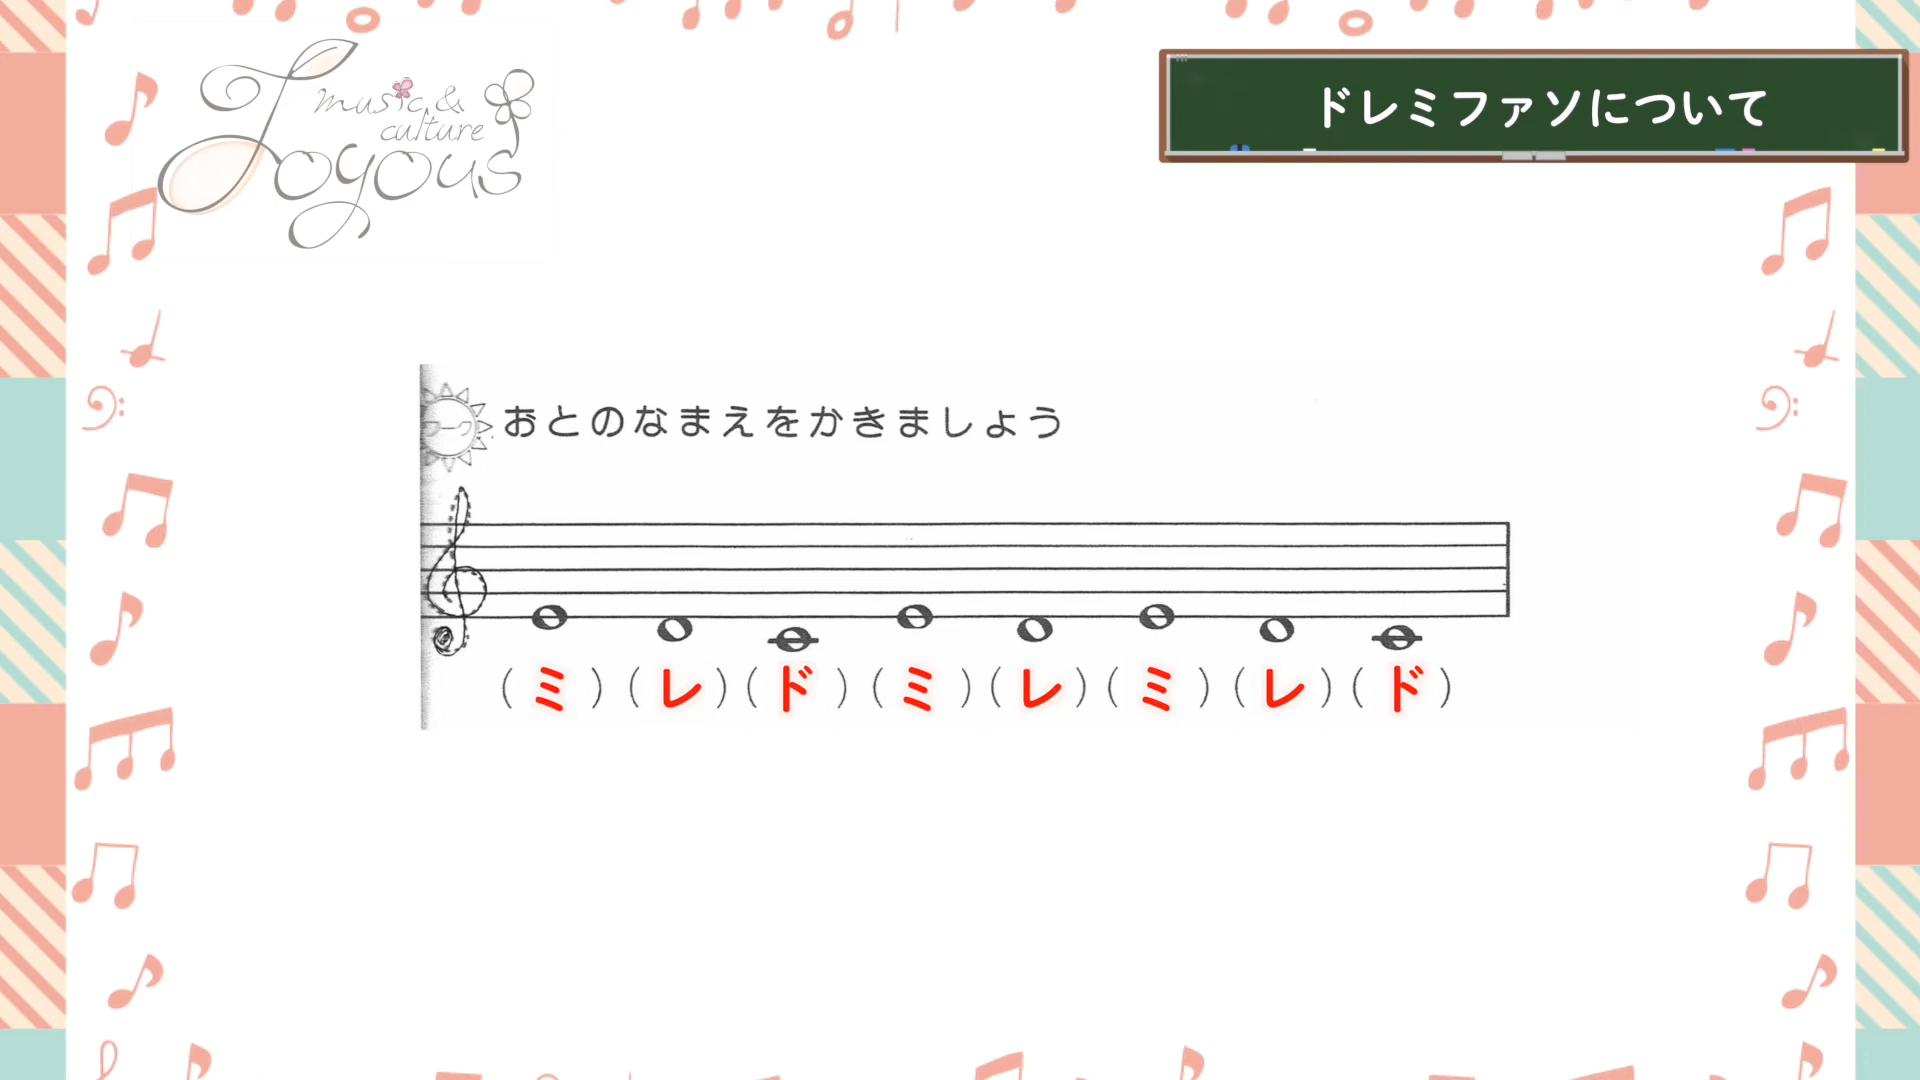 music &
culture
Joyous
ドレミファソについて
ワーク
おとのなまえをかきましょう
(ミ)(レ)(ド)(ミ)(レ)(ミ)(レ)(ド)